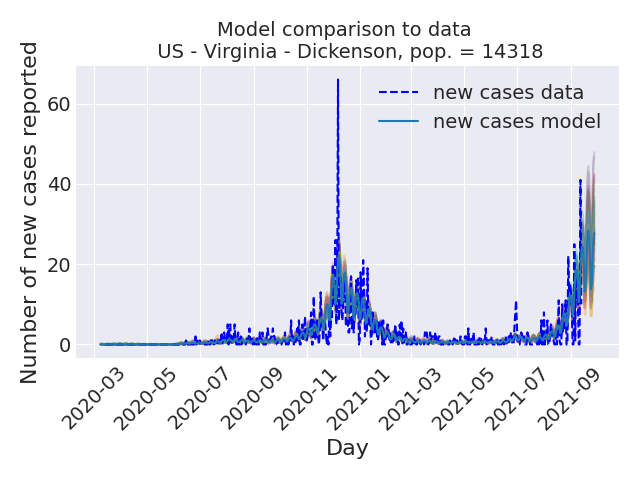 Model comparison to data
US - Virginia - Dickenson, pop. = 14318
Number of new cases reported
60
40
20
0
new cases data
new cases model
2020-03
2020-05
2020-07
2020-09
2020-11
2021-01
2021-03
2021-05
2021-07
2021-09
Day